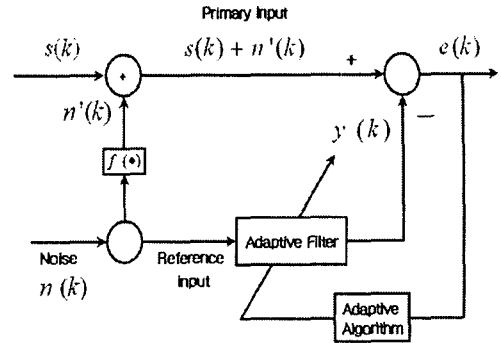 Primary Input
s(k)
s(k) + n'(k)
+
e(k)
+
n'(k)
−
y (k)
f (•)
Adaptive Filter
Noise
Reference
input
n(k)
Adaptive
Algorithm